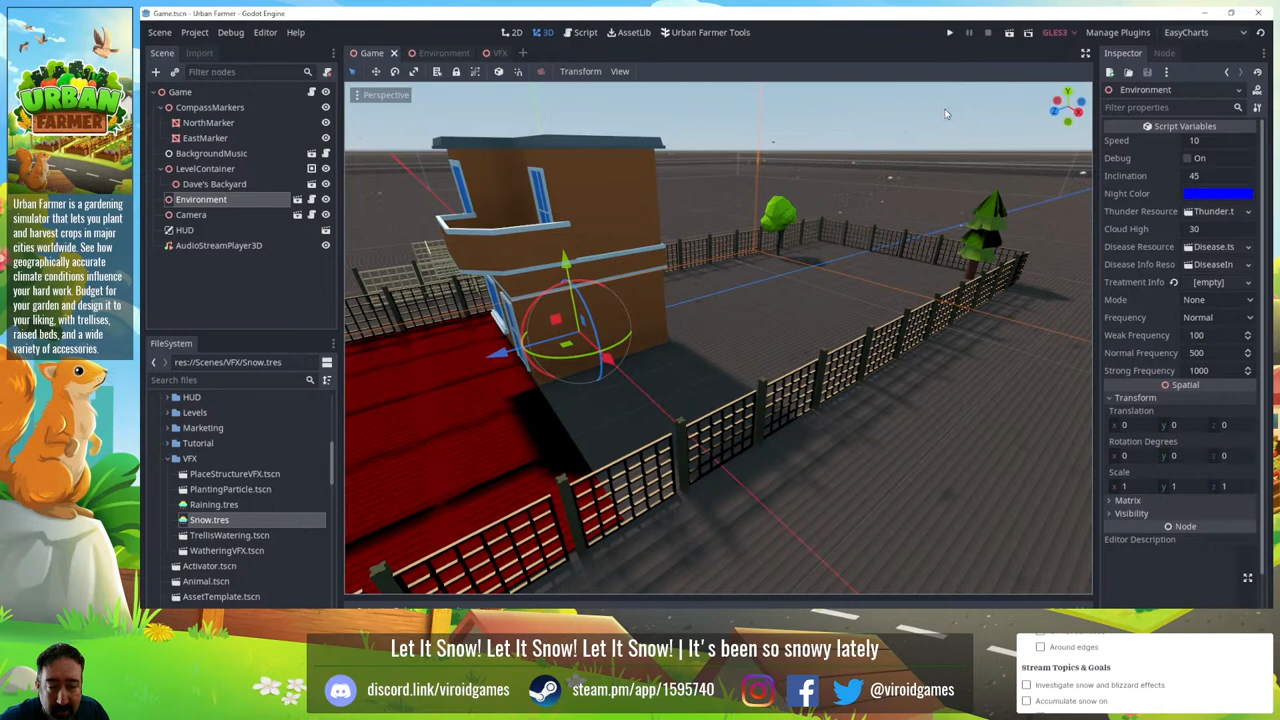 Game.tscn - Urban Farmer - Godot Engine
Scene Project Debug Editor Help
2D 3D Script AssetLib Urban Farmer Tools
GLES3 Manage Plugins EasyCharts
Scene Import
Filter nodes
Game
CompassMarkers
NorthMarker
EastMarker
BackgroundMusic
LevelContainer
Dave's Backyard
Environment
Camera
HUD
AudioStreamPlayer3D
FileSystem
res://Scenes/VFX/Snow.tres
Search files
HUD
Levels
Marketing
Tutorial
VFX
PlaceStructureVFX.tscn
PlantingParticle.tscn
Raining.tres
Snow.tres
TrellisWatering.tscn
WatheringVFX.tscn
Activator.tscn
Animal.tscn
AssetTemplate.tscn
Game Environment VFX
Transform View
Perspective
Y
X
Z
Inspector Node
Environment
Filter properties
Script Variables
Speed 10
Debug On
Inclination 45
Night Color
Thunder Resource Thunder.t
Cloud High 30
Disease Resource Disease.ts
Disease Info Reso DiseaseIn
Treatment Info [empty]
Mode None
Frequency Normal
Weak Frequency 100
Normal Frequency 500
Strong Frequency 1000
Spatial
Transform
Translation
x 0 y 0 z 0
Rotation Degrees
x 0 y 0 z 0
Scale
x 1 y 1 z 1
Matrix
Visibility
Node
Editor Description
URBAN
FARMER
Urban Farmer is a gardening
simulator that lets you plant
and harvest crops in major
cities worldwide. See how
geographically accurate
climate conditions influence
your hard work. Budget for
your garden and design it to
your liking, with trellises,
raised beds, and a wide
variety of accessories.
Let It Snow! Let It Snow! Let It Snow! | It's been so snowy lately
discord.link/viroidgames steam.pm/app/1595740 @viroidgames
Around edges
Stream Topics & Goals
Investigate snow and blizzard effects
Accumulate snow on